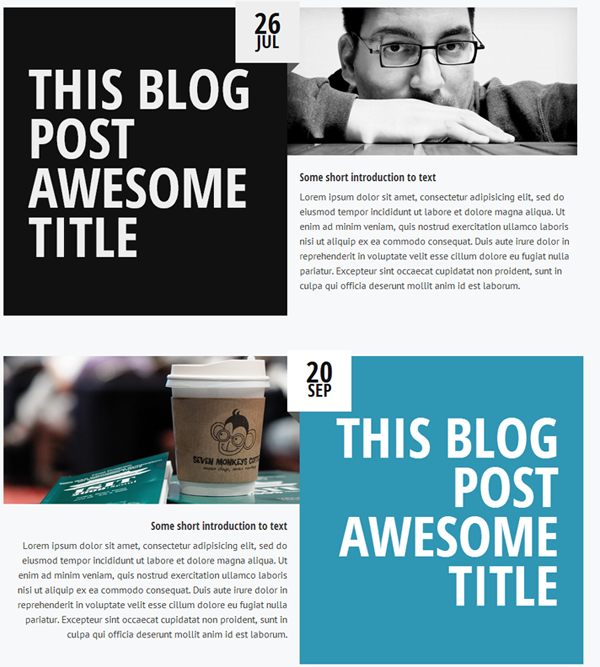 26
JUL
THIS BLOG
POST
AWESOME
TITLE
Some short introduction to text
Lorem ipsum dolor sit amet, consectetur adipisicing elit, sed do
eiusmod tempor incididunt ut labore et dolore magna aliqua. Ut
enim ad minim veniam, quis nostrud exercitation ullamco laboris
nisi ut aliquip ex ea commodo consequat. Duis aute irure dolor in
reprehenderit in voluptate velit esse cillum dolore eu fugiat nulla
pariatur. Excepteur sint occaecat cupidatat non proident, sunt in
culpa qui officia deserunt mollit anim id est laborum.
SEVEN MONKEYS
20
SEP
THIS BLOG
POST
AWESOME
TITLE
Some short introduction to text
Lorem ipsum dolor sit amet, consectetur adipisicing elit, sed do
eiusmod tempor incididunt ut labore et dolore magna aliqua. Ut
enim ad minim veniam, quis nostrud exercitation ullamco laboris
nisi ut aliquip ex ea commodo consequat. Duis aute irure dolor in
reprehenderit in voluptate velit esse cillum dolore eu fugiat nulla
pariatur. Excepteur sint occaecat cupidatat non proident, sunt in
culpa qui officia deserunt mollit anim id est laborum.